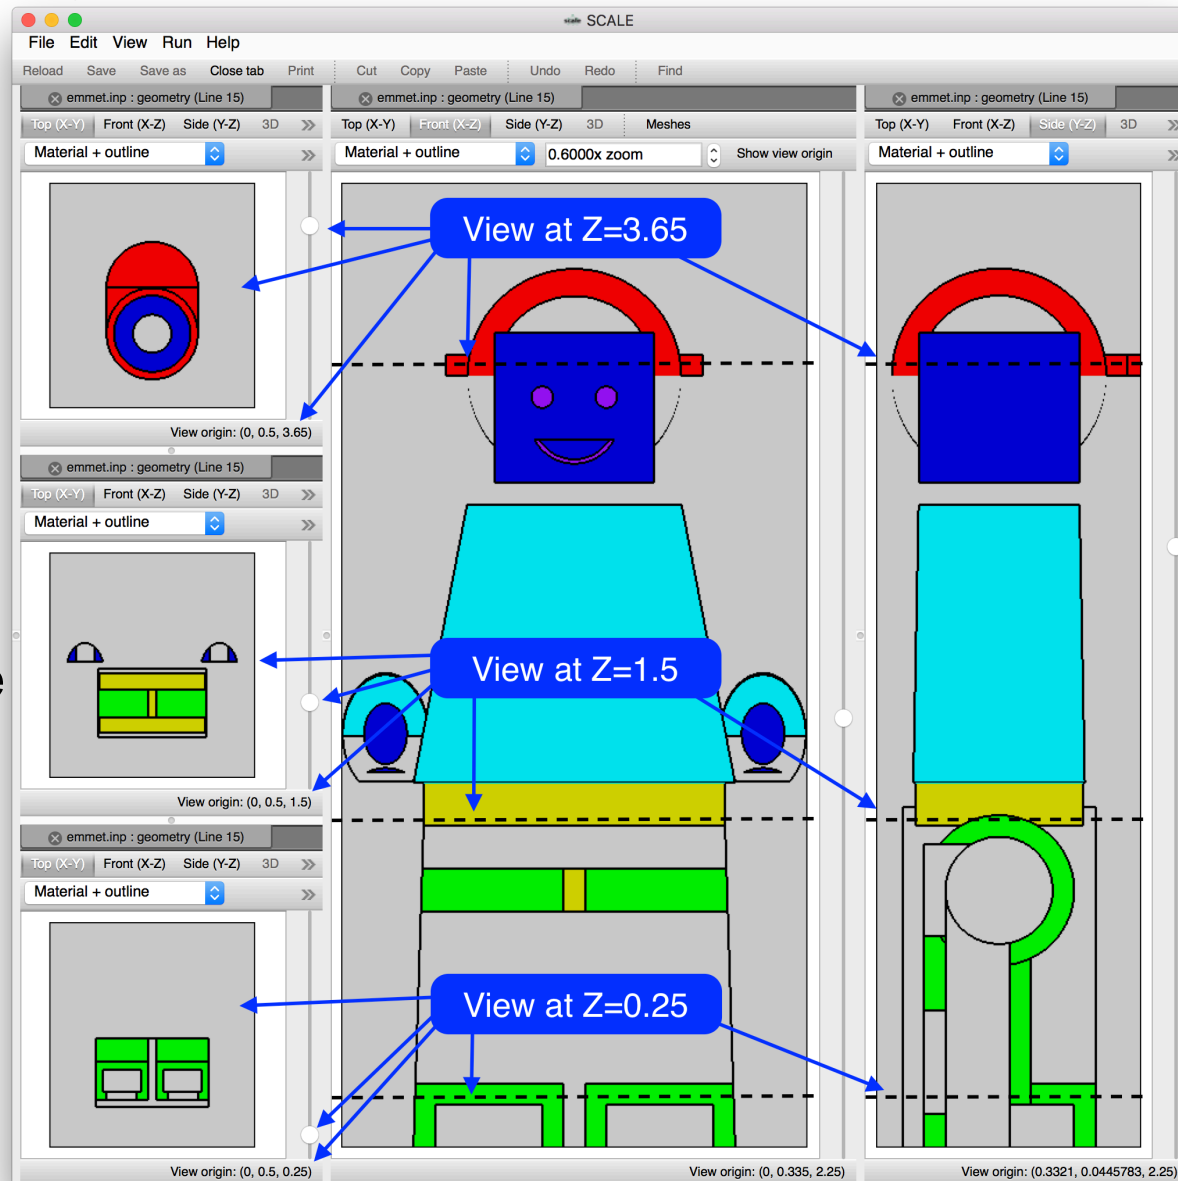 SCALE
File Edit View Run Help
Reload Save Save as Close tab Print Cut Copy Paste Undo Redo Find
emmet.inp : geometry (Line 15)
Top (X-Y) Front (X-Z) Side (Y-Z) 3D »
Material + outline »
View origin: (0, 0.5, 3.65)
emmet.inp : geometry (Line 15)
Top (X-Y) Front (X-Z) Side (Y-Z) 3D »
Material + outline »
View origin: (0, 0.5, 1.5)
emmet.inp : geometry (Line 15)
Top (X-Y) Front (X-Z) Side (Y-Z) 3D »
Material + outline »
View origin: (0, 0.5, 0.25)
emmet.inp : geometry (Line 15)
Top (X-Y) Front (X-Z) Side (Y-Z) 3D Meshes
Material + outline 0.6000x zoom Show view origin
View at Z=3.65
View at Z=1.5
View at Z=0.25
View origin: (0, 0.335, 2.25)
emmet.inp : geometry (Line 15)
Top (X-Y) Front (X-Z) Side (Y-Z) 3D »
Material + outline »
View origin: (0.3321, 0.0445783, 2.25)